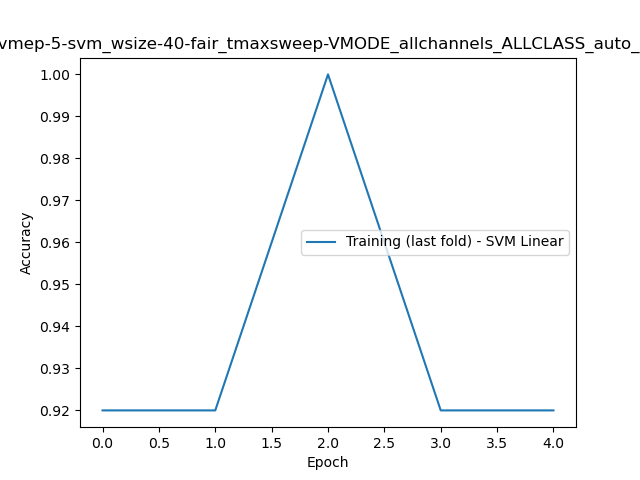 vmep-5-svm_wsize-40-fair_tmaxsweep-VMODE_allchannels_ALLCLASS_auto_
1.00
0.99
0.98
0.97
0.96
0.95
0.94
0.93
0.92
Accuracy
Training (last fold) - SVM Linear
0.0 0.5 1.0 1.5 2.0 2.5 3.0 3.5 4.0
Epoch